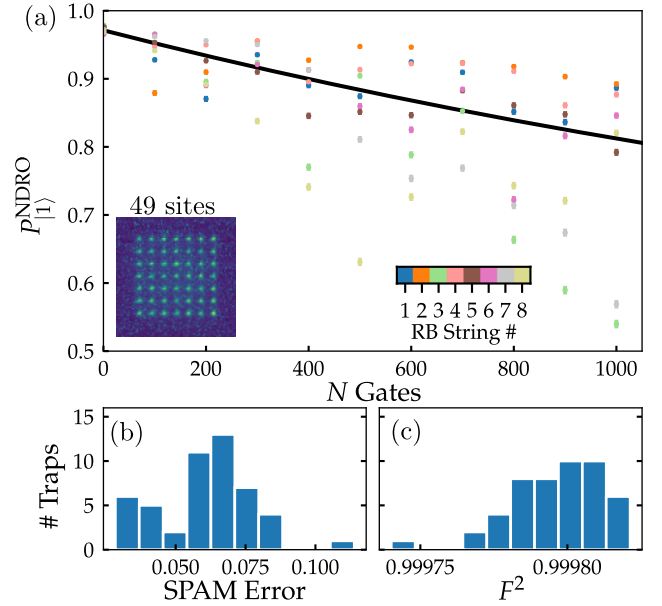 (a)
1.0
0.9
0.8
0.7
0.6
0.5
P^{NDRO}_{|1⟩}
49 sites
1 2 3 4 5 6 7 8
RB String #
0 200 400 600 800 1000
N Gates
(b)
15
10
5
0
# Traps
0.050 0.075 0.100
SPAM Error
(c)
0.99975 0.99980
F²